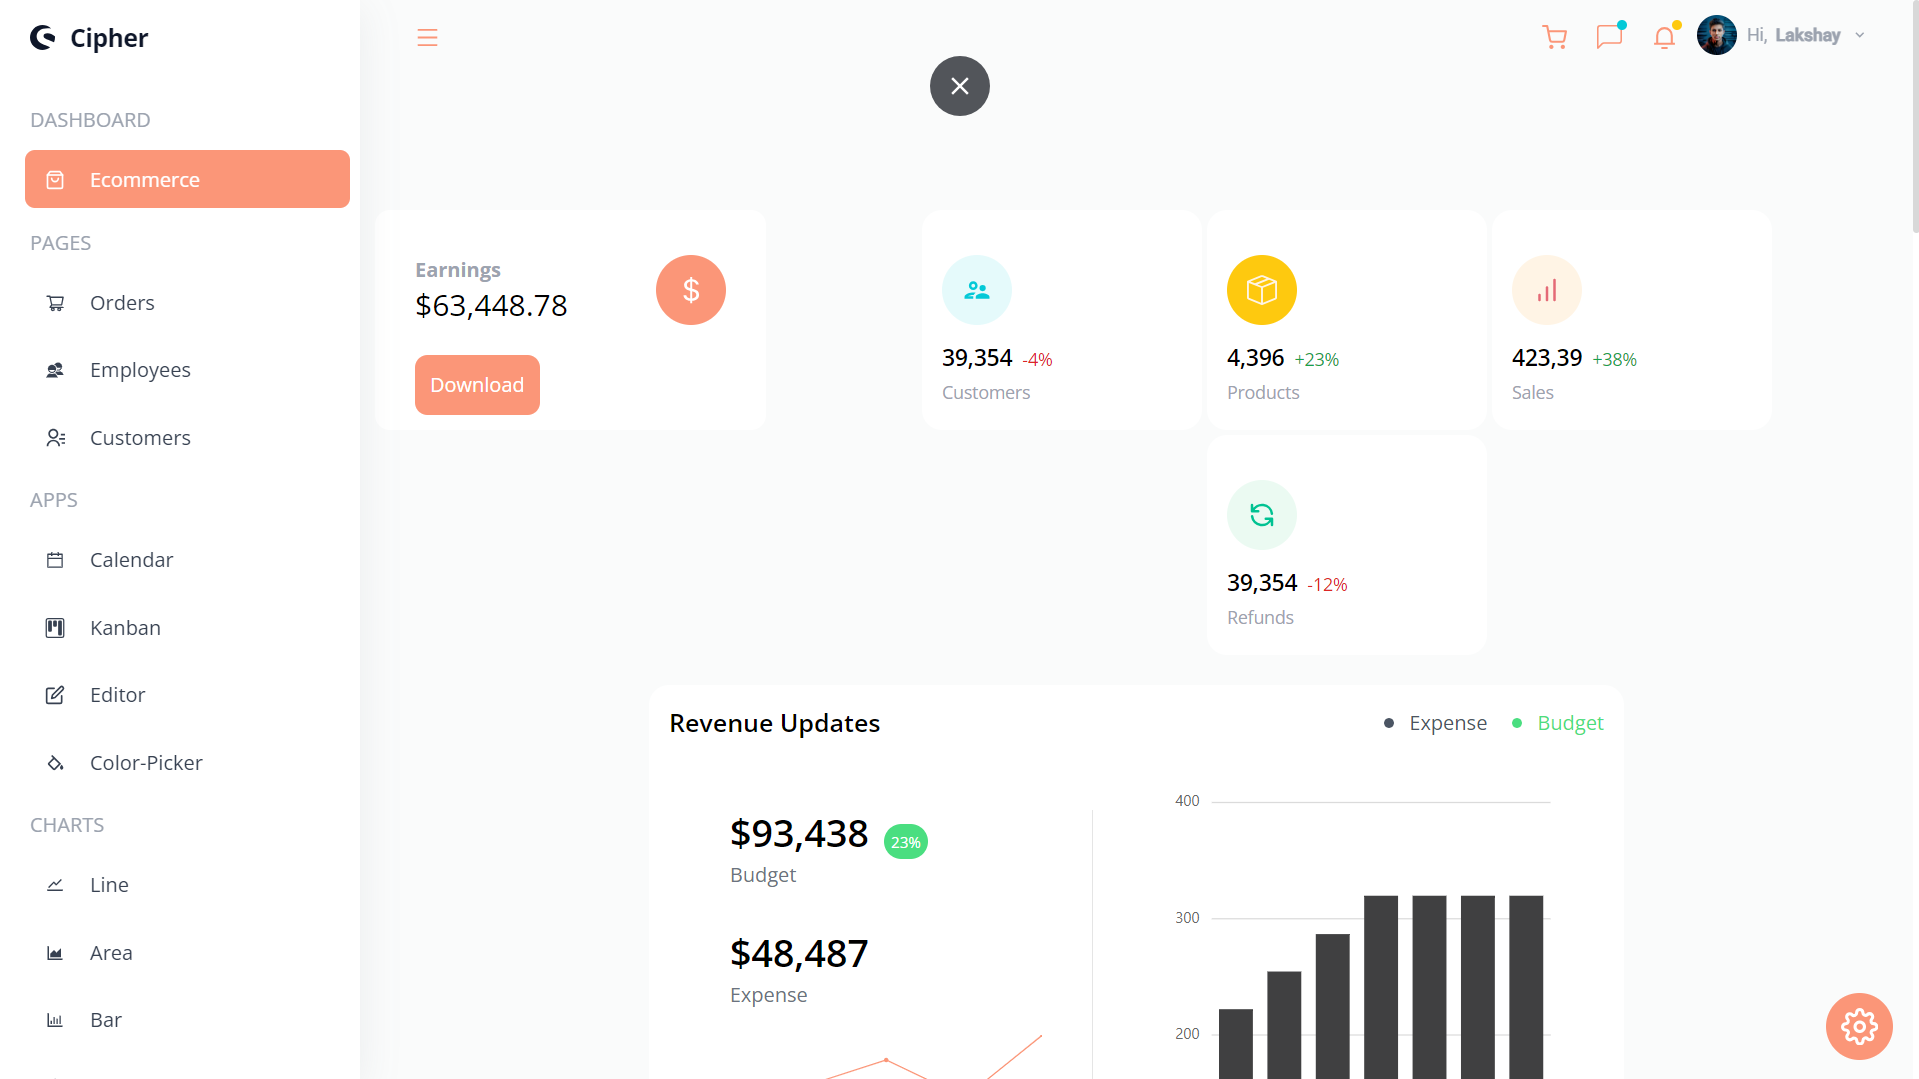 Cipher
Hi, Lakshay
DASHBOARD
Ecommerce
PAGES
Orders
Employees
Customers
APPS
Calendar
Kanban
Editor
Color-Picker
CHARTS
Line
Area
Bar
Earnings
$63,448.78
$
Download
39,354 -4%
Customers
4,396 +23%
Products
423,39 +38%
Sales
39,354 -12%
Refunds
Revenue Updates
Expense
Budget
$93,438 23%
Budget
$48,487
Expense
400
300
200